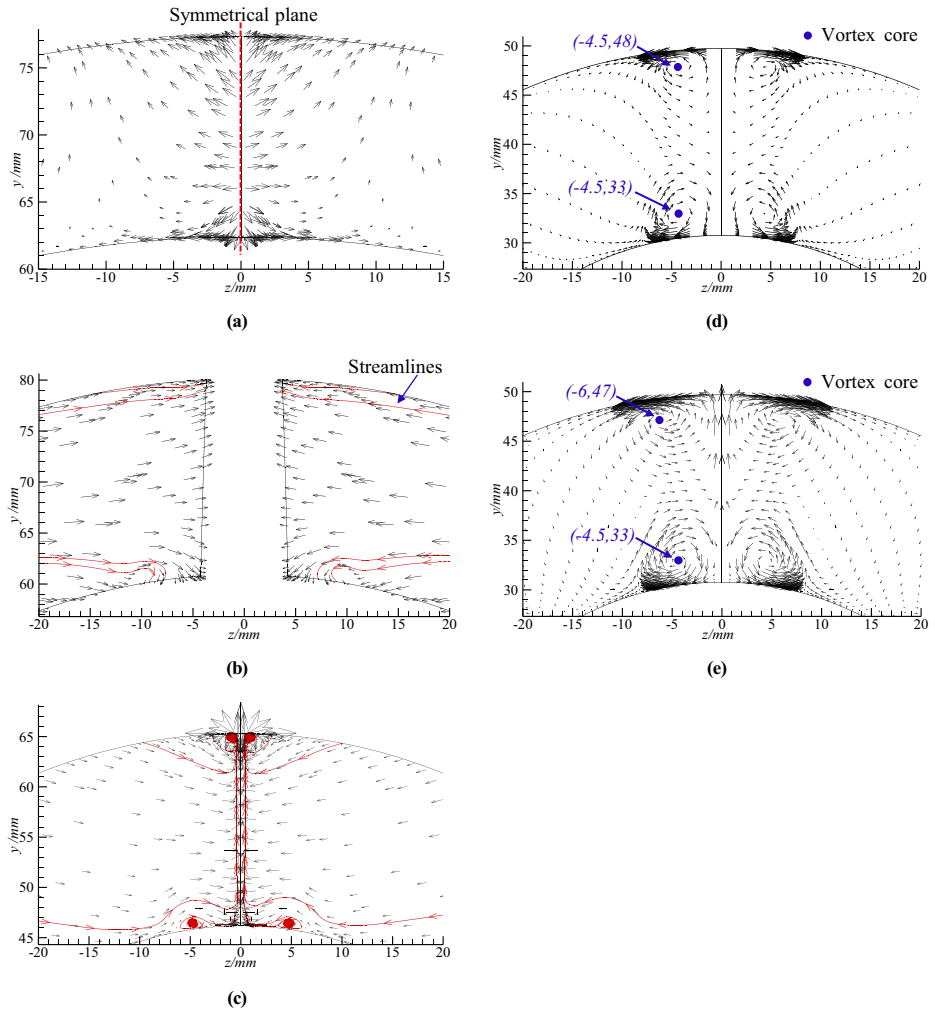 Symmetrical plane
75
70
65
60
y/mm
-15 -10 -5 0 5 10 15
z/mm
(a)
Vortex core
(-4.5,48)
50
45
40
35
30
y/mm
(-4.5,33)
-20 -15 -10 -5 0 5 10 15 20
z/mm
(d)
Streamlines
80
75
70
65
60
y/mm
-20 -15 -10 -5 0 5 10 15 20
z/mm
(b)
Vortex core
(-6,47)
50
45
40
35
30
y/mm
(-4.5,33)
-20 -15 -10 -5 0 5 10 15 20
z/mm
(e)
65
60
55
50
45
y/mm
-20 -15 -10 -5 0 5 10 15 20
z/mm
(c)